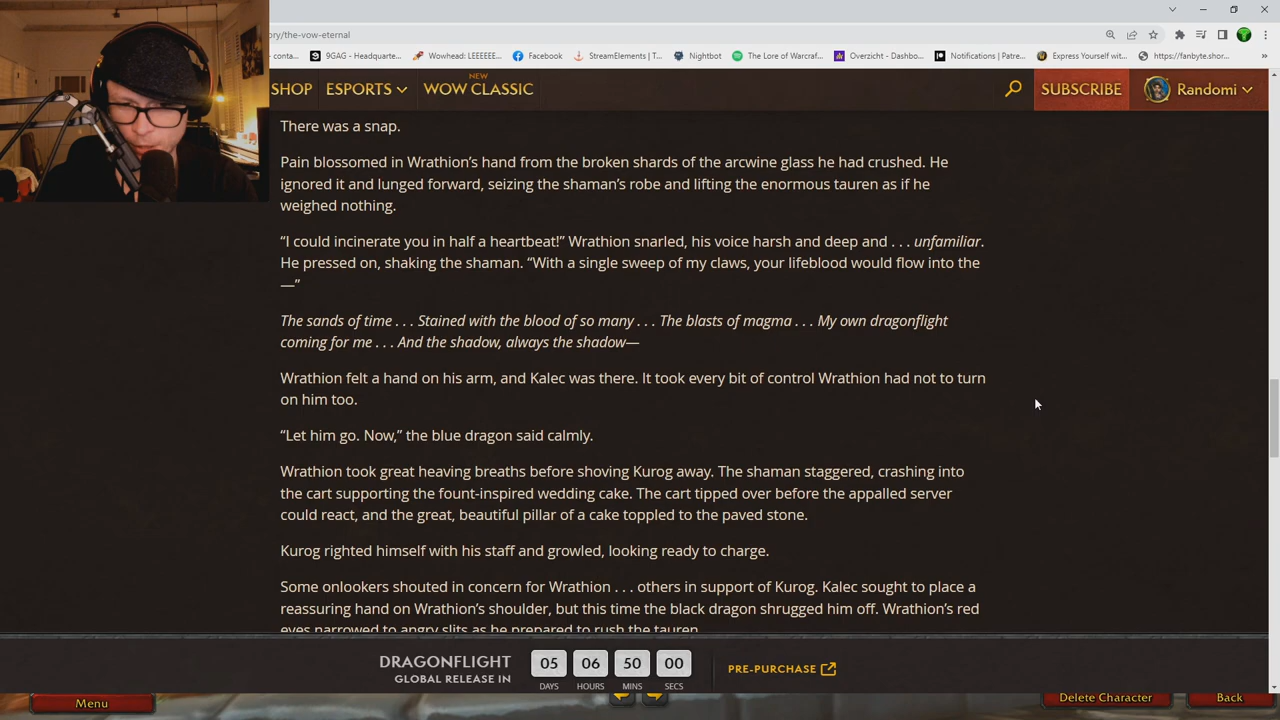 ory/the-vow-eternal
- conta...
9GAG - Headquarte...
Wowhead: LEEEEEE...
Facebook
StreamElements | T...
Nightbot
The Lore of Warcraf...
Overzicht - Dashbo...
Notifications | Patre...
Express Yourself wit...
https://fanbyte.shor...
»
SHOP
ESPORTS
NEW
WOW CLASSIC
SUBSCRIBE
Randomi
There was a snap.
Pain blossomed in Wrathion’s hand from the broken shards of the arcwine glass he had crushed. He
ignored it and lunged forward, seizing the shaman’s robe and lifting the enormous tauren as if he
weighed nothing.
“I could incinerate you in half a heartbeat!” Wrathion snarled, his voice harsh and deep and . . . unfamiliar.
He pressed on, shaking the shaman. “With a single sweep of my claws, your lifeblood would flow into the
—”
The sands of time . . . Stained with the blood of so many . . . The blasts of magma . . . My own dragonflight
coming for me . . . And the shadow, always the shadow—
Wrathion felt a hand on his arm, and Kalec was there. It took every bit of control Wrathion had not to turn
on him too.
“Let him go. Now,” the blue dragon said calmly.
Wrathion took great heaving breaths before shoving Kurog away. The shaman staggered, crashing into
the cart supporting the fount-inspired wedding cake. The cart tipped over before the appalled server
could react, and the great, beautiful pillar of a cake toppled to the paved stone.
Kurog righted himself with his staff and growled, looking ready to charge.
Some onlookers shouted in concern for Wrathion . . . others in support of Kurog. Kalec sought to place a
reassuring hand on Wrathion’s shoulder, but this time the black dragon shrugged him off. Wrathion’s red
eyes narrowed to angry slits as he prepared to rush the tauren.
DRAGONFLIGHT
GLOBAL RELEASE IN
05 06 50 00
DAYS HOURS MINS SECS
PRE-PURCHASE
Menu
Delete Character
Back